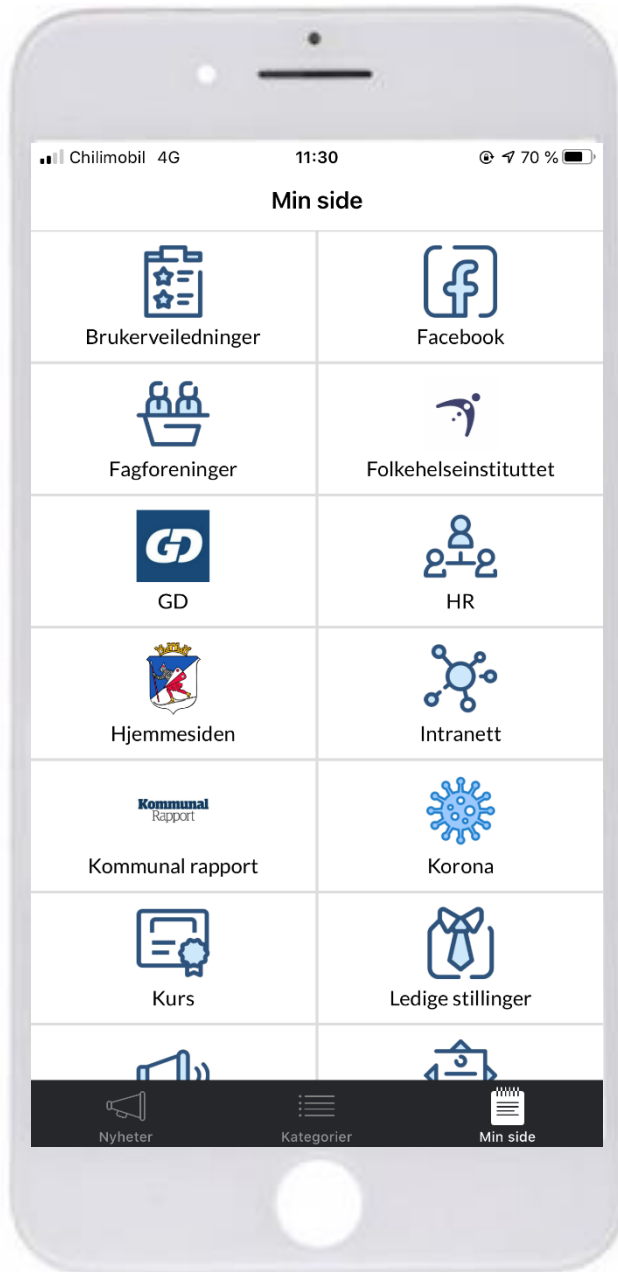 Chilimobil 4G 11:30 70 %
Min side
Brukerveiledninger
Facebook
Fagforeninger
Folkehelseinstituttet
GD
GD
HR
Hjemmesiden
Intranett
Kommunal
Rapport
Kommunal rapport
Korona
Kurs
Ledige stillinger
Nyheter
Kategorier
Min side